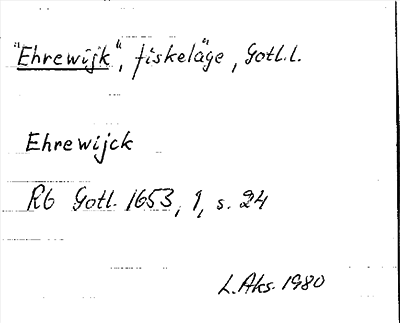 "Ehrewijk", fiskeläge, Gotl.l.
Ehrewijck
Rb Gotl. 1653, 1, s. 24
L.Aks. 1980